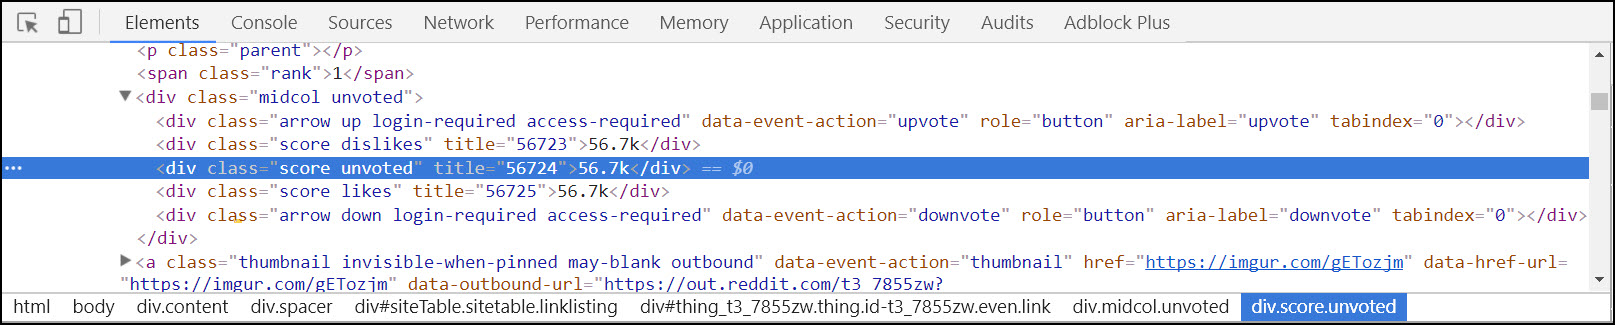 Elements Console Sources Network Performance Memory Application Security Audits Adblock Plus
<p class="parent"></p>
<span class="rank">1</span>
▼<div class="midcol unvoted">
<div class="arrow up login-required access-required" data-event-action="upvote" role="button" aria-label="upvote" tabindex="0"></div>
<div class="score dislikes" title="56723">56.7k</div>
... <div class="score unvoted" title="56724">56.7k</div> == $0
<div class="score likes" title="56725">56.7k</div>
<div class="arrow down login-required access-required" data-event-action="downvote" role="button" aria-label="downvote" tabindex="0"></div>
</div>
▶<a class="thumbnail invisible-when-pinned may-blank outbound" data-event-action="thumbnail" href="https://imgur.com/gETozjm" data-href-url=
"https://imgur.com/gETozjm" data-outbound-url="https://out.reddit.com/t3_7855zw?
html body div.content div.spacer div#siteTable.sitetable.linklisting div#thing_t3_7855zw.thing.id-t3_7855zw.even.link div.midcol.unvoted div.score.unvoted